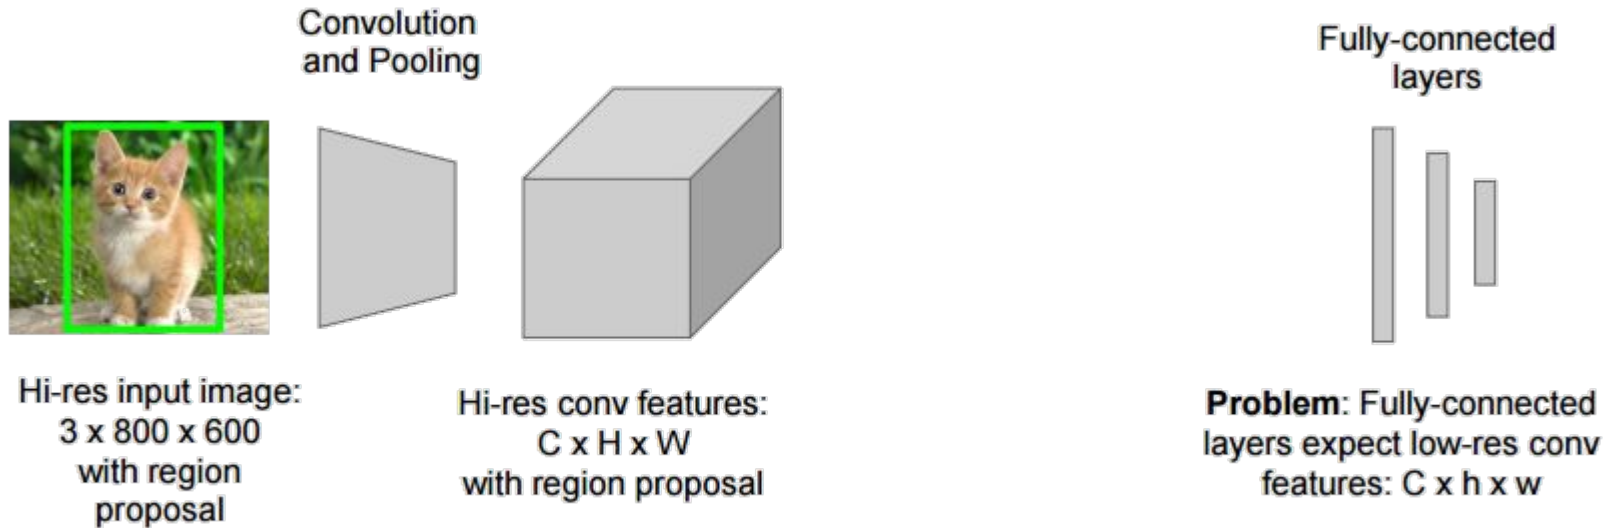 Convolution
and Pooling
Fully-connected
layers
Hi-res input image:
3 x 800 x 600
with region
proposal
Hi-res conv features:
C x H x W
with region proposal
Problem: Fully-connected
layers expect low-res conv
features: C x h x w